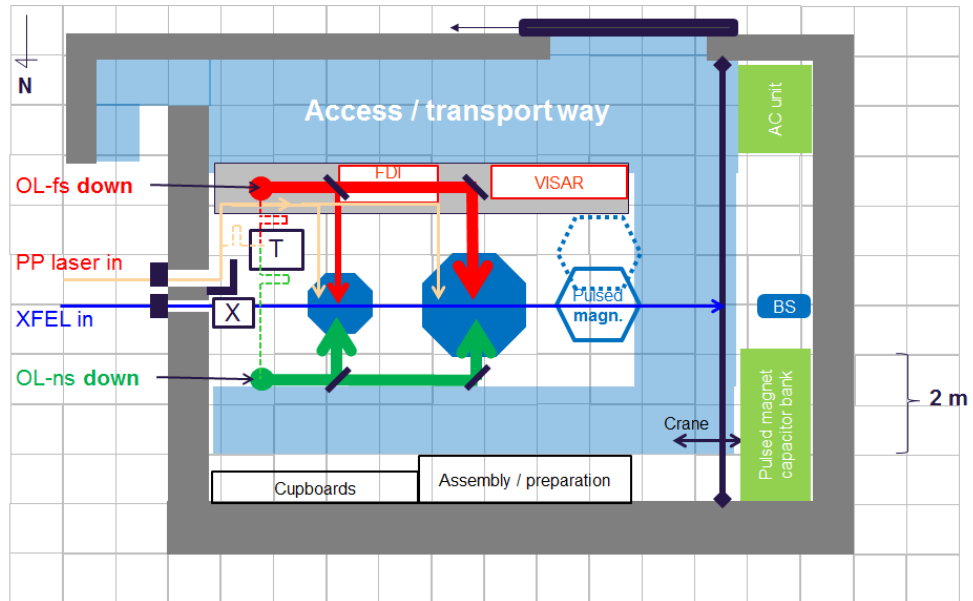 N
Access / transport way
AC unit
OL-fs down
FDI
VISAR
T
PP laser in
XFEL in
X
Pulsed
magn.
BS
OL-ns down
2 m
Crane
Pulsed magnet
capacitor bank
Cupboards
Assembly / preparation